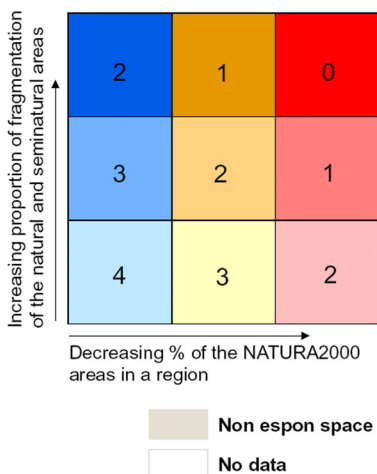 Increasing proportion of fragmentation
of the natural and seminatural areas
2 1 0
3 2 1
4 3 2
Decreasing % of the NATURA2000
areas in a region
Non espon space
No data